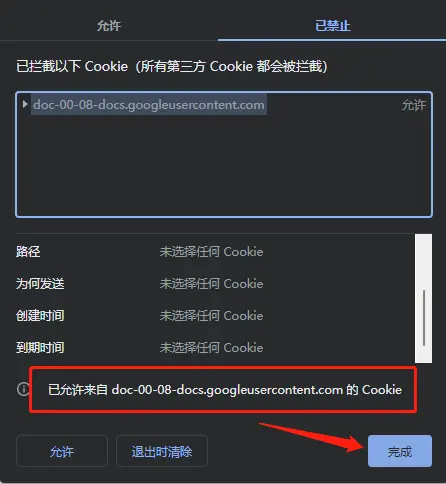 允许 已禁止
已拦截以下 Cookie（所有第三方 Cookie 都会被拦截）
doc-00-08-docs.googleusercontent.com 允许
路径 未选择任何 Cookie
为何发送 未选择任何 Cookie
创建时间 未选择任何 Cookie
到期时间 未选择任何 Cookie
已允许来自 doc-00-08-docs.googleusercontent.com 的 Cookie
允许 退出时清除 完成